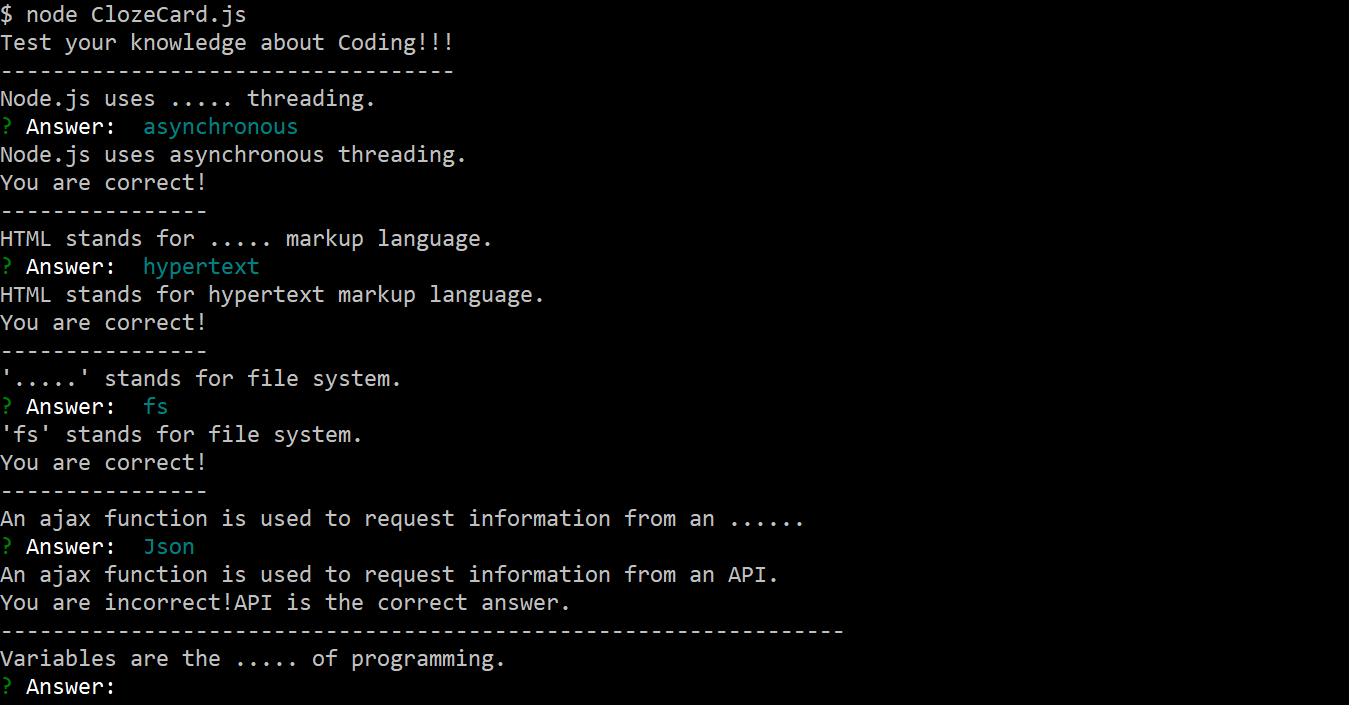 $ node ClozeCard.js
Test your knowledge about Coding!!!
-----------------------------------
Node.js uses ..... threading.
? Answer:  asynchronous
Node.js uses asynchronous threading.
You are correct!
----------------
HTML stands for ..... markup language.
? Answer:  hypertext
HTML stands for hypertext markup language.
You are correct!
----------------
'.....' stands for file system.
? Answer:  fs
'fs' stands for file system.
You are correct!
----------------
An ajax function is used to request information from an ......
? Answer:  Json
An ajax function is used to request information from an API.
You are incorrect!API is the correct answer.
-----------------------------------------------------------------
Variables are the ..... of programming.
? Answer: